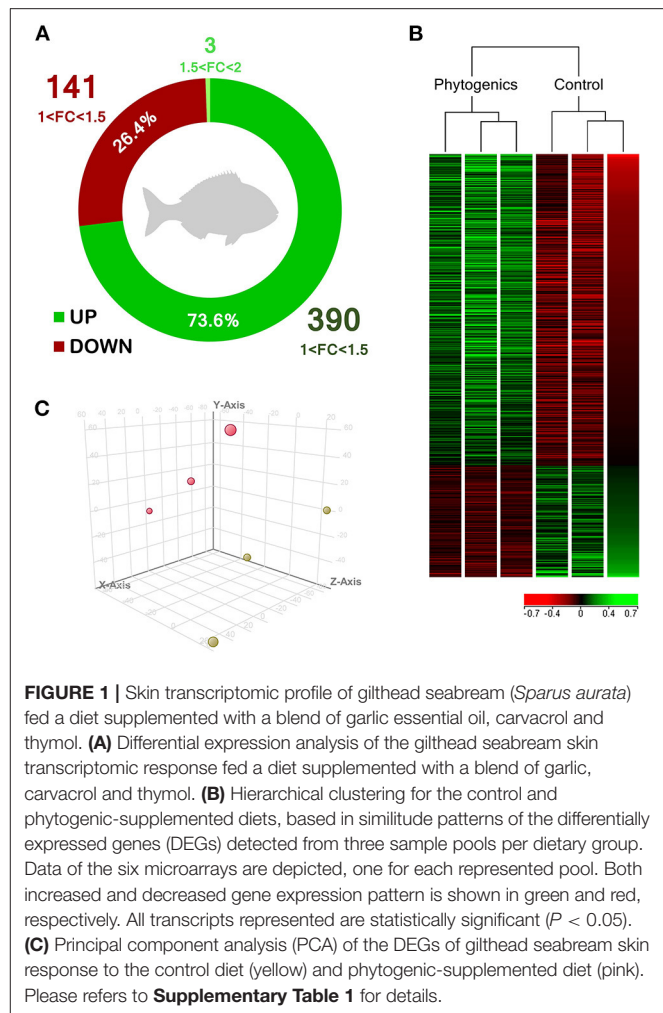 A
3
1.5<FC<2
141
1<FC<1.5
26.4%
73.6%
390
1<FC<1.5
UP
DOWN
B
Phytogenics
Control
-0.7 -0.4 0 0.4 0.7
C
Y-Axis
X-Axis
Z-Axis
FIGURE 1 | Skin transcriptomic profile of gilthead seabream (Sparus aurata)
fed a diet supplemented with a blend of garlic essential oil, carvacrol and
thymol. (A) Differential expression analysis of the gilthead seabream skin
transcriptomic response fed a diet supplemented with a blend of garlic,
carvacrol and thymol. (B) Hierarchical clustering for the control and
phytogenic-supplemented diets, based in similitude patterns of the differentially
expressed genes (DEGs) detected from three sample pools per dietary group.
Data of the six microarrays are depicted, one for each represented pool. Both
increased and decreased gene expression pattern is shown in green and red,
respectively. All transcripts represented are statistically significant (P < 0.05).
(C) Principal component analysis (PCA) of the DEGs of gilthead seabream skin
response to the control diet (yellow) and phytogenic-supplemented diet (pink).
Please refers to Supplementary Table 1 for details.